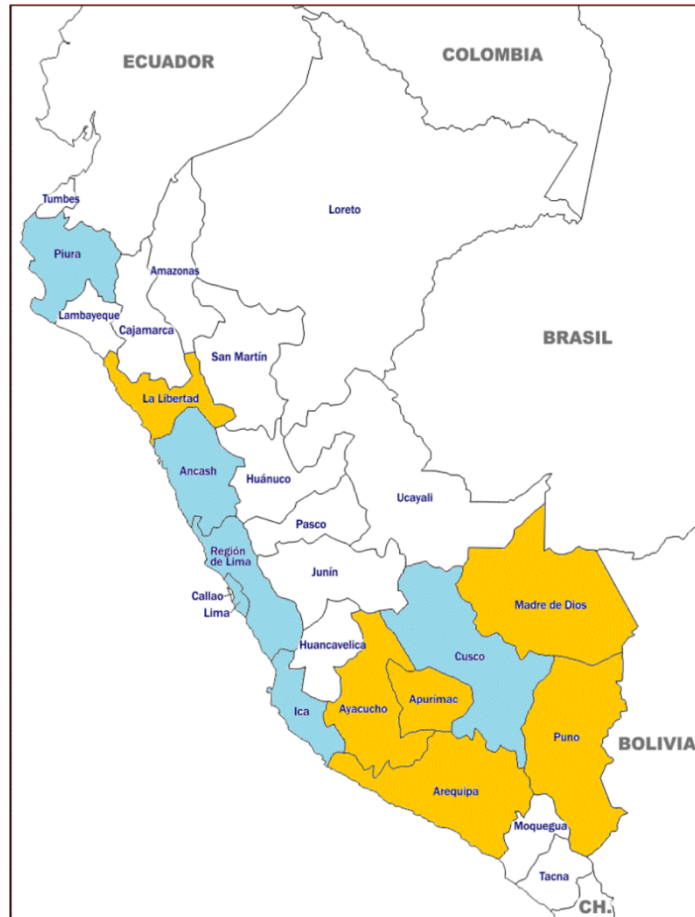 ECUADOR
COLOMBIA
Tumbes
Loreto
Piura
Amazonas
Lambayeque
Cajamarca
BRASIL
San Martín
La Libertad
Ancash
Huánuco
Ucayali
Pasco
Región
de Lima
Junín
Callao
Lima
Madre de Dios
Huancavelica
Cusco
Ica
Ayacucho
Apurímac
Puno
BOLIVIA
Arequipa
Moquegua
Tacna
CH.